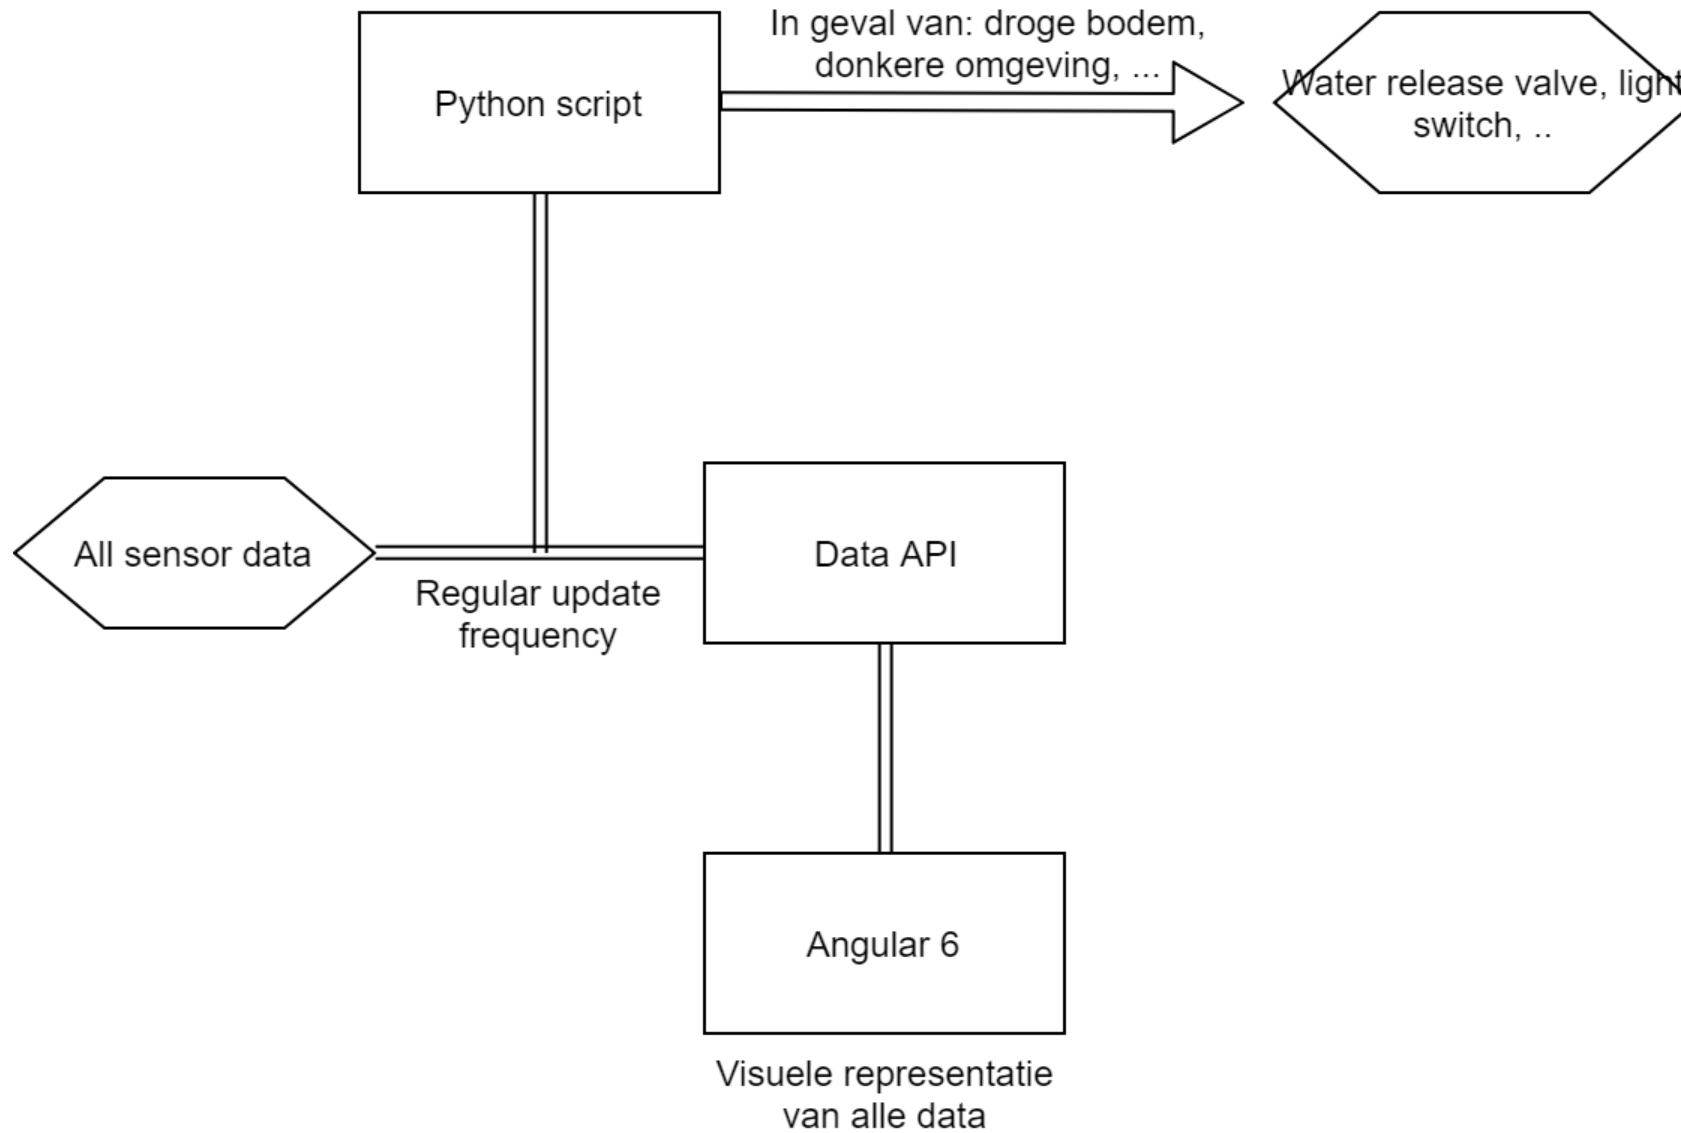 Python script
In geval van: droge bodem,
donkere omgeving, ...
Water release valve, light
switch, ..
All sensor data
Regular update
frequency
Data API
Angular 6
Visuele representatie
van alle data